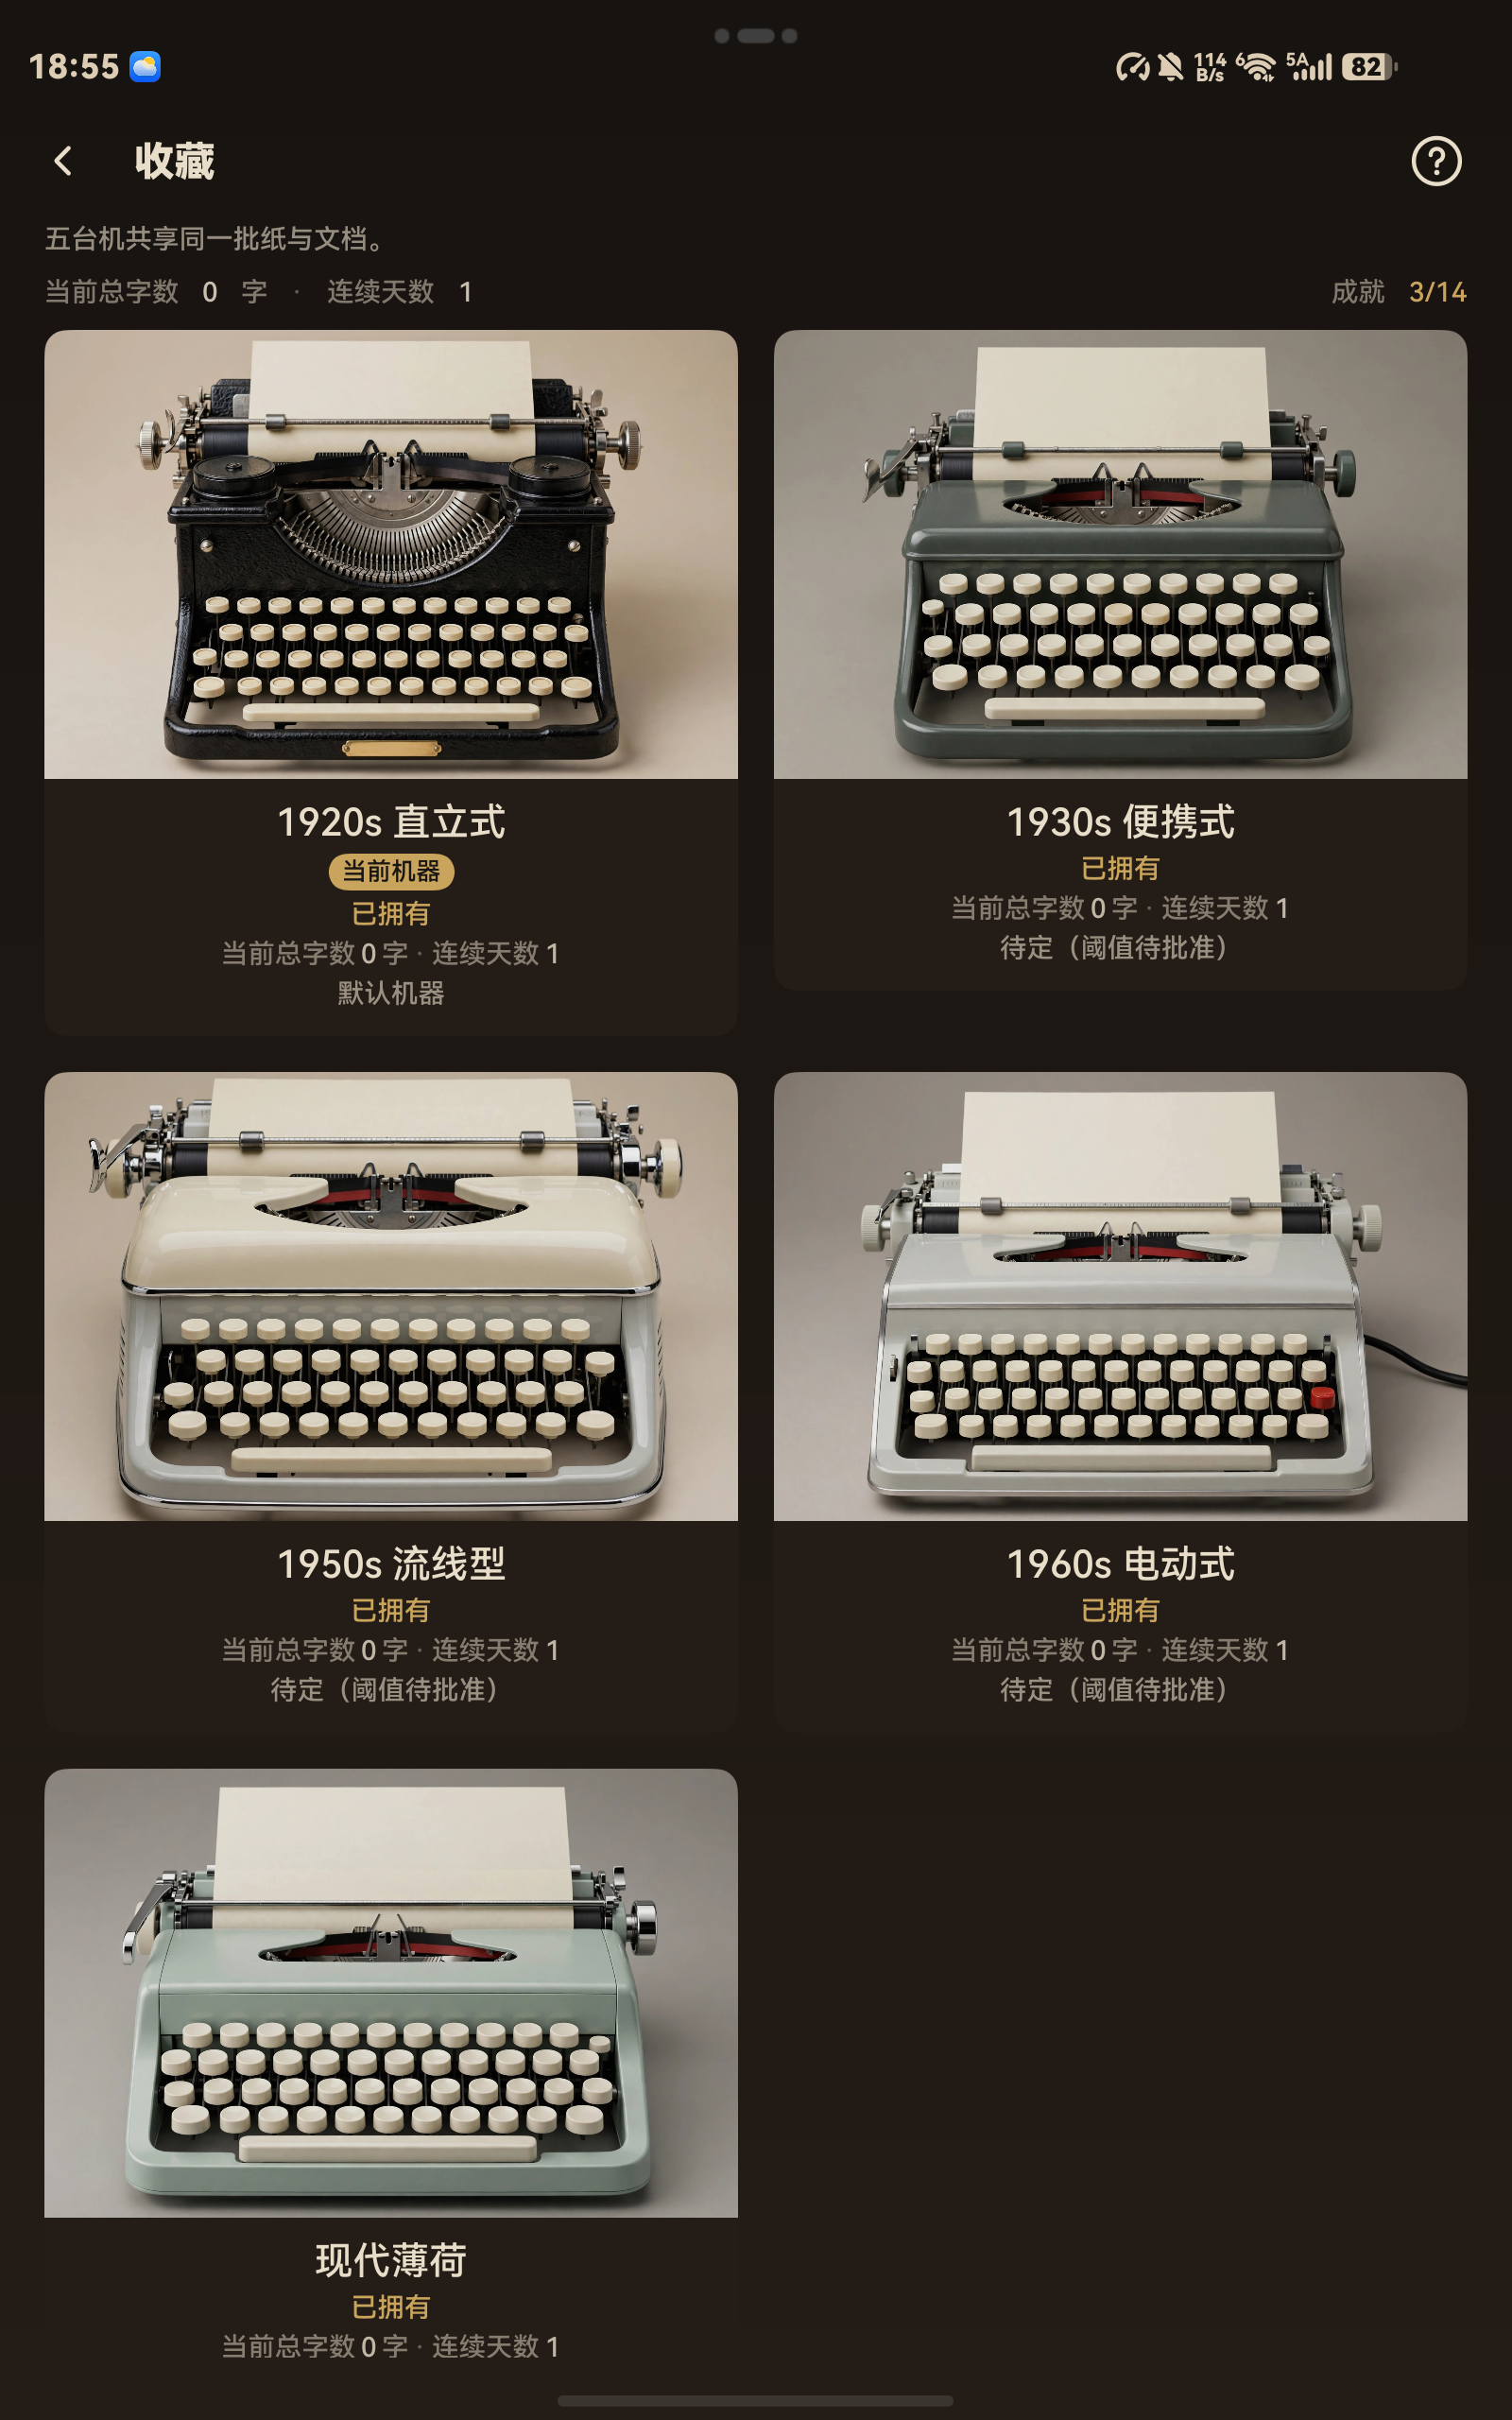 18:55
114 B/s
6
5A
82
收藏
五台机共享同一批纸与文档。
当前总字数 0 字 · 连续天数 1
成就 3/14
1920s 直立式
当前机器
已拥有
当前总字数 0 字 · 连续天数 1
默认机器
1930s 便携式
已拥有
当前总字数 0 字 · 连续天数 1
待定（阈值待批准）
1950s 流线型
已拥有
当前总字数 0 字 · 连续天数 1
待定（阈值待批准）
1960s 电动式
已拥有
当前总字数 0 字 · 连续天数 1
待定（阈值待批准）
现代薄荷
已拥有
当前总字数 0 字 · 连续天数 1